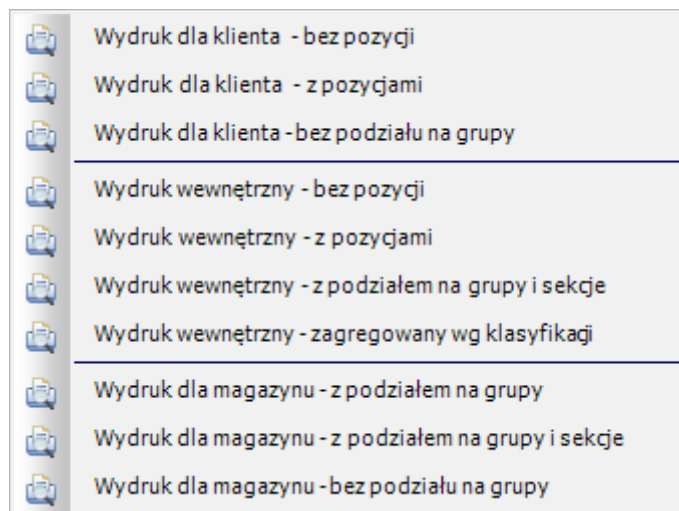 Wydruk dla klienta - bez pozycji
Wydruk dla klienta - z pozycjami
Wydruk dla klienta -bez podziału na grupy
Wydruk wewnętrzny - bez pozycji
Wydruk wewnętrzny - z pozycjami
Wydruk wewnętrzny - z podziałem na grupy i sekcje
Wydruk wewnętrzny - zagregowany wg klasyfikacji
Wydruk dla magazynu - z podziałem na grupy
Wydruk dla magazynu - z podziałem na grupy i sekcje
Wydruk dla magazynu -bez podziału na grupy